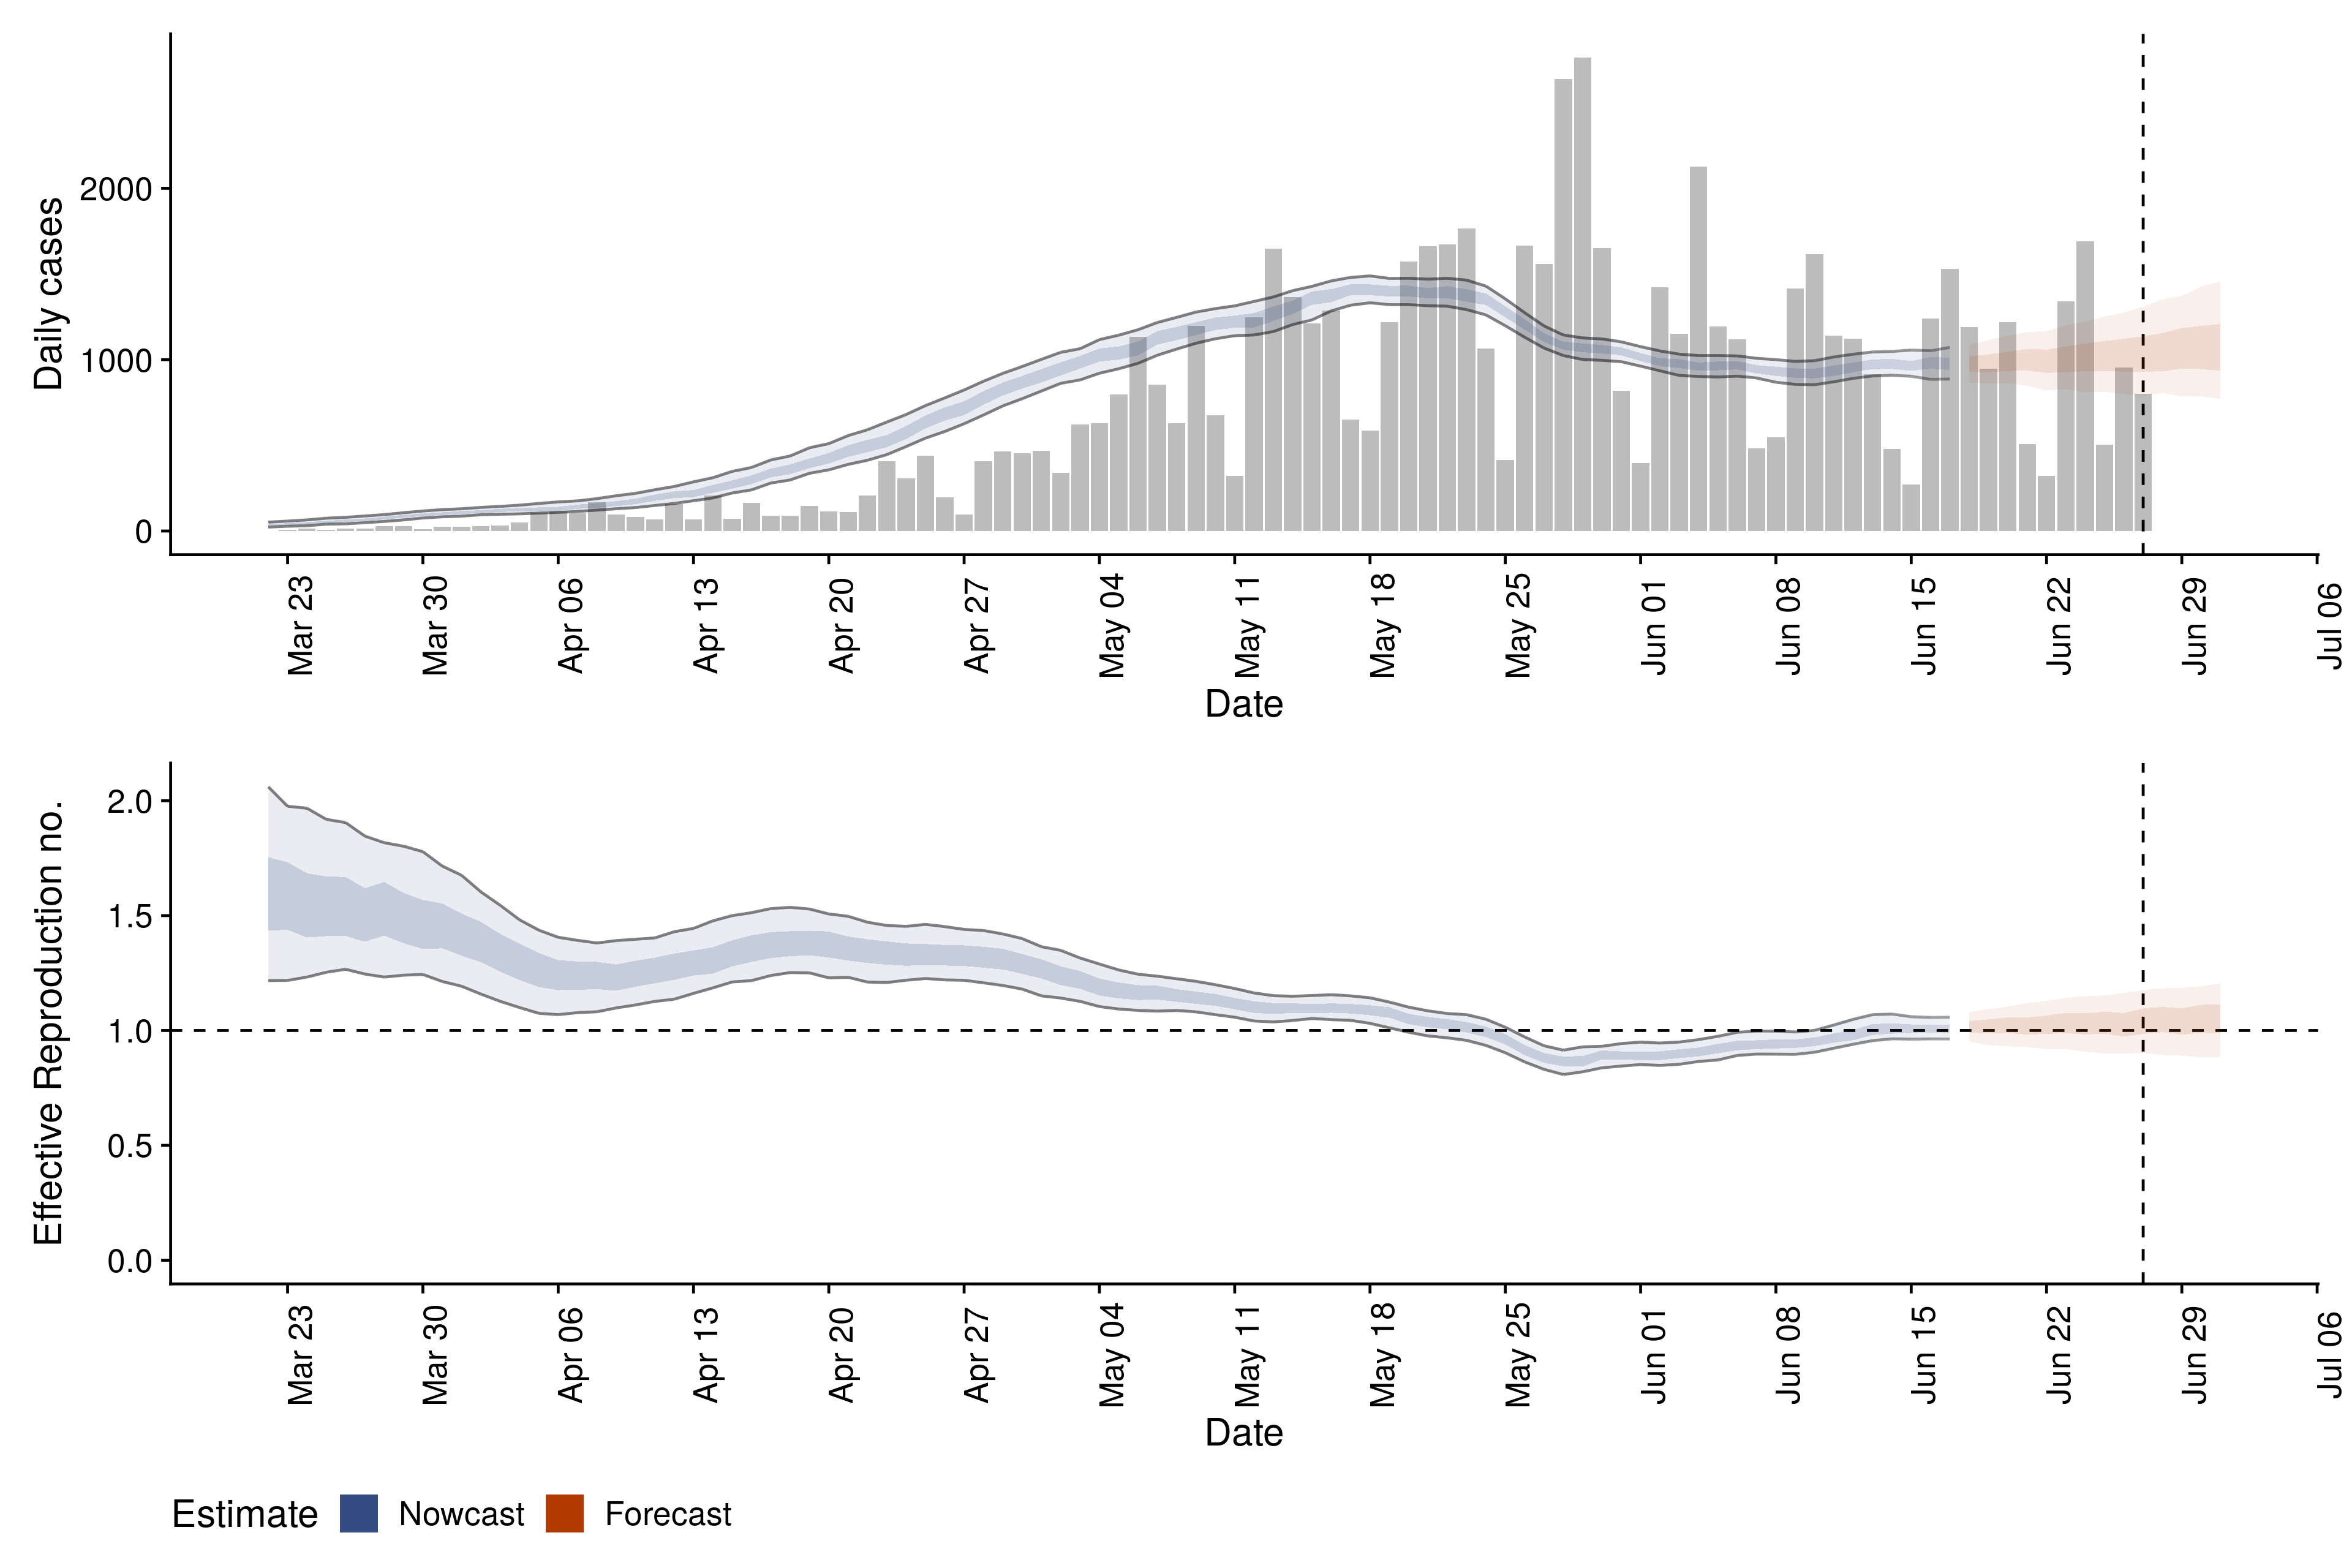 Daily cases
2000
1000
0
Mar 23
Mar 30
Apr 06
Apr 13
Apr 20
Apr 27
May 04
May 11
May 18
May 25
Jun 01
Jun 08
Jun 15
Jun 22
Jun 29
Jul 06
Date
Effective Reproduction no.
2.0
1.5
1.0
0.5
0.0
Mar 23
Mar 30
Apr 06
Apr 13
Apr 20
Apr 27
May 04
May 11
May 18
May 25
Jun 01
Jun 08
Jun 15
Jun 22
Jun 29
Jul 06
Date
Estimate Nowcast Forecast